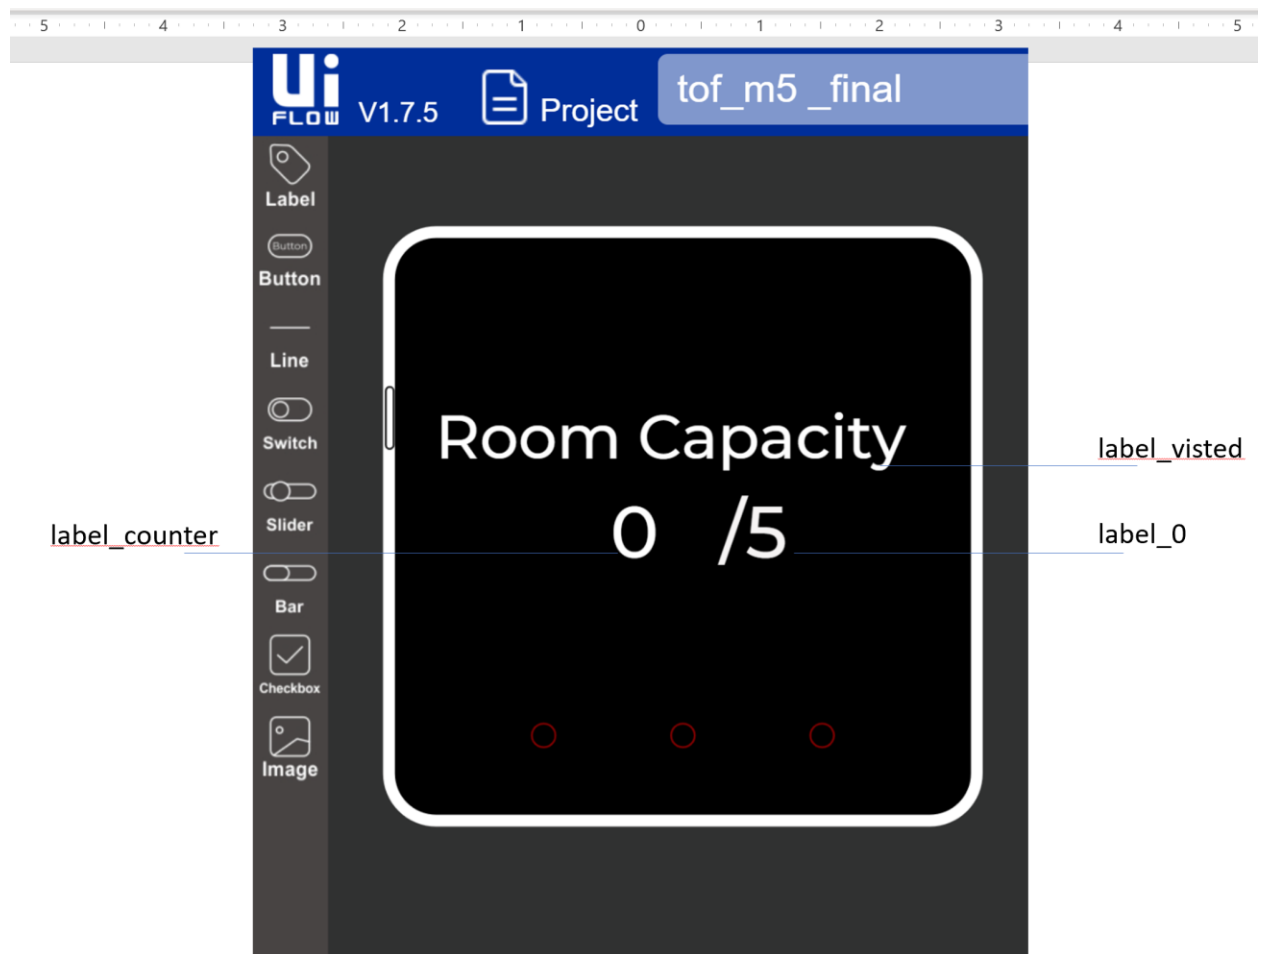 5 4 3 2 1 0 1 2 3 4 5
Ui
FLOW
V1.7.5
Project
tof_m5 _final
Label
Button
Button
Line
Switch
Slider
Bar
Checkbox
Image
Room Capacity
0 /5
label_visted
label_counter
label_0